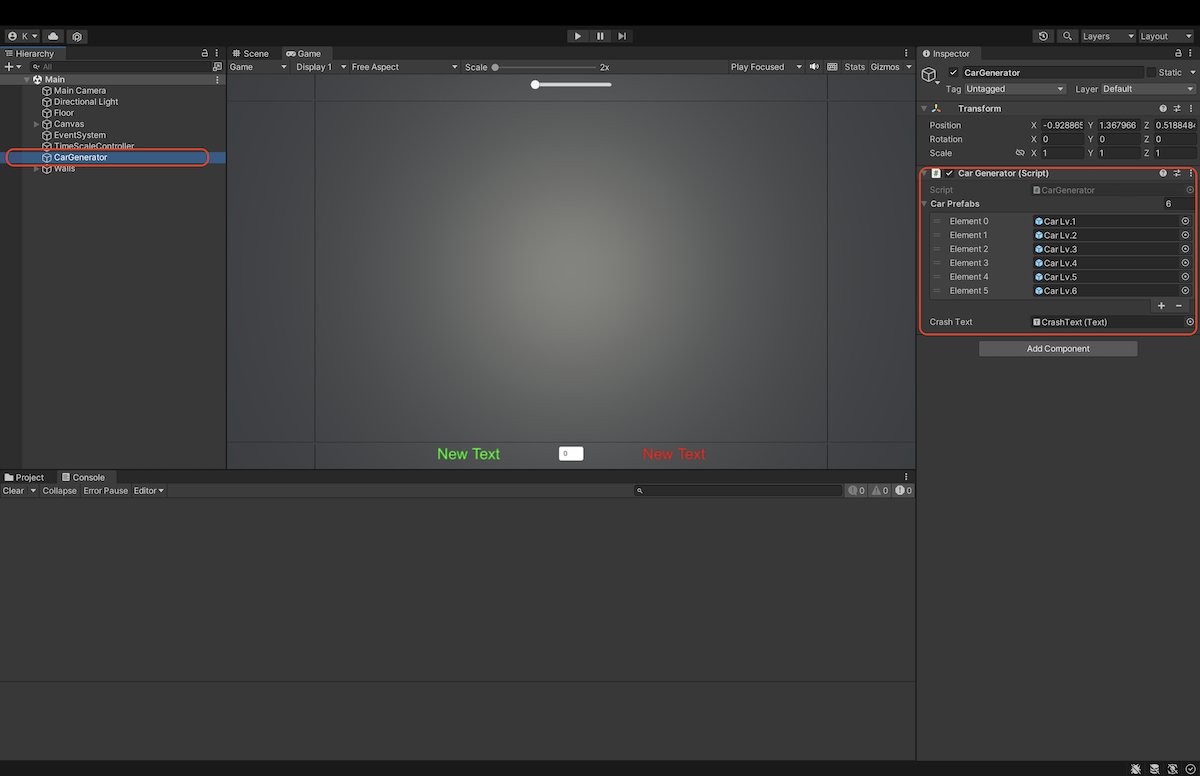 K
Layers
Layout
Hierarchy
All
Main
Main Camera
Directional Light
Floor
Canvas
EventSystem
TimeScaleController
CarGenerator
Walls
Scene
Game
Game
Display 1
Free Aspect
Scale
2x
Play Focused
Stats
Gizmos
New Text
0
New Text
Project
Console
Clear
Collapse
Error Pause
Editor
0
0
0
Inspector
CarGenerator
Static
Tag Untagged
Layer Default
Transform
Position X -0.928865 Y 1.367966 Z 0.5188484
Rotation X 0 Y 0 Z 0
Scale X 1 Y 1 Z 1
# Car Generator (Script)
Script CarGenerator
Car Prefabs 6
Element 0 Car Lv.1
Element 1 Car Lv.2
Element 2 Car Lv.3
Element 3 Car Lv.4
Element 4 Car Lv.5
Element 5 Car Lv.6
+ −
Crash Text CrashText (Text)
Add Component